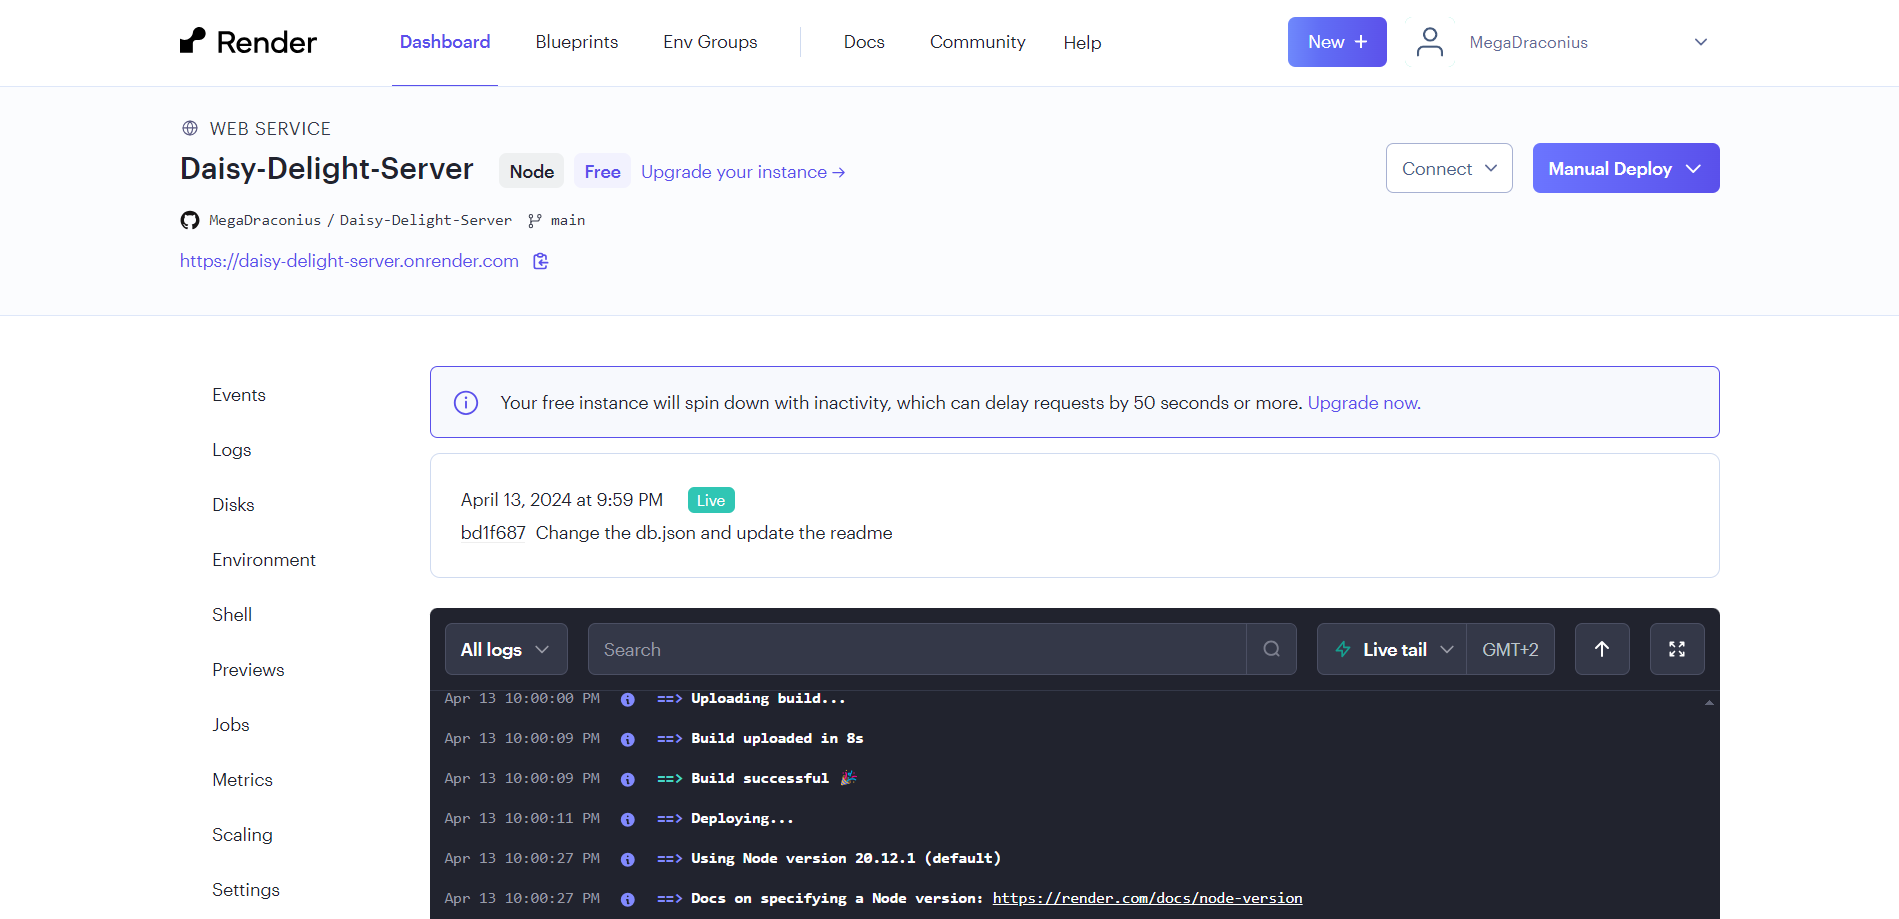 Render
Dashboard Blueprints Env Groups Docs Community Help New + MegaDraconius
WEB SERVICE
Daisy-Delight-Server Node Free Upgrade your instance → Connect Manual Deploy
MegaDraconius / Daisy-Delight-Server main
https://daisy-delight-server.onrender.com
Events
Logs
Disks
Environment
Shell
Previews
Jobs
Metrics
Scaling
Settings
Your free instance will spin down with inactivity, which can delay requests by 50 seconds or more. Upgrade now.
April 13, 2024 at 9:59 PM Live
bd1f687 Change the db.json and update the readme
All logs Search Live tail GMT+2
Apr 13 10:00:00 PM ==> Uploading build...
Apr 13 10:00:09 PM ==> Build uploaded in 8s
Apr 13 10:00:09 PM ==> Build successful 🎉
Apr 13 10:00:11 PM ==> Deploying...
Apr 13 10:00:27 PM ==> Using Node version 20.12.1 (default)
Apr 13 10:00:27 PM ==> Docs on specifying a Node version: https://render.com/docs/node-version